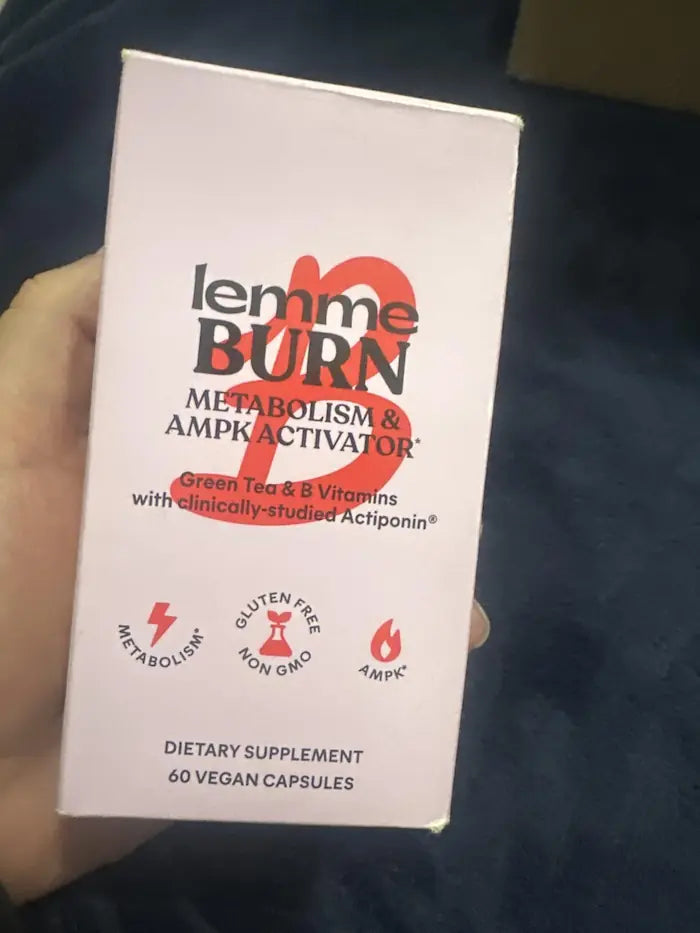 lemme
BURN
METABOLISM &
AMPK ACTIVATOR*
Green Tea & B Vitamins
with clinically-studied Actiponin®
METABOLISM*
GLUTEN FREE
NON GMO
AMPK*
DIETARY SUPPLEMENT
60 VEGAN CAPSULES